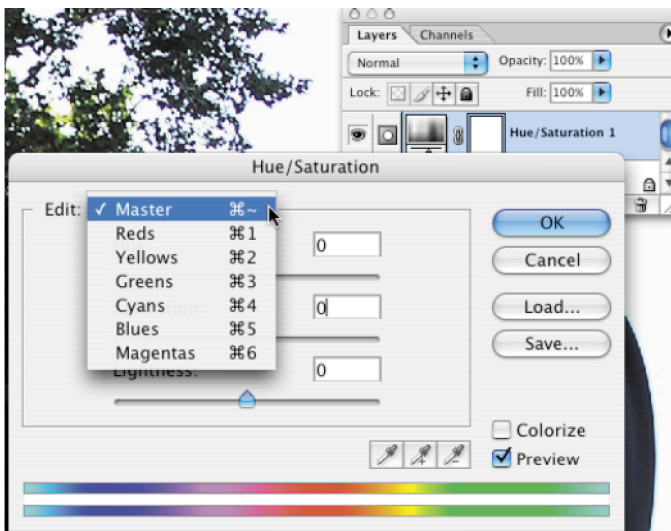 Layers Channels
Normal Opacity: 100%
Lock: Fill: 100%
Hue/Saturation 1
Hue/Saturation
Edit: ✓ Master ⌘~
Reds ⌘1
Yellows ⌘2
Greens ⌘3
Cyans ⌘4
Blues ⌘5
Magentas ⌘6
0
0
Lightness: 0
OK
Cancel
Load...
Save...
Colorize
Preview